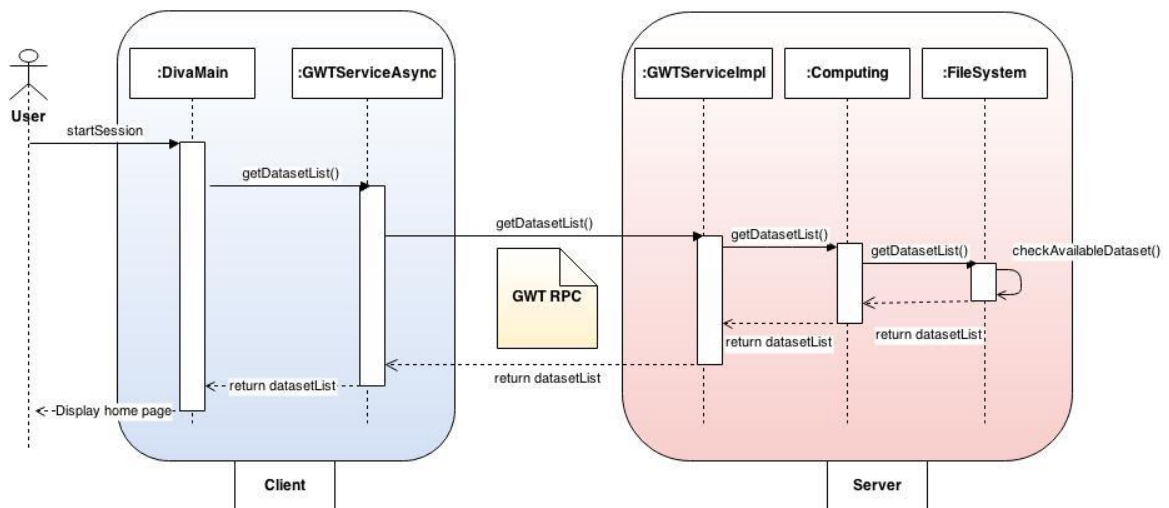 :DivaMain
:GWTServiceAsync
:GWTServiceImpl
:Computing
:FileSystem
User
startSession
getDatasetList()
getDatasetList()
getDatasetList()
getDatasetList()
checkAvailableDataset()
GWT RPC
return datasetList
return datasetList
return datasetList
return datasetList
Display home page
Client
Server